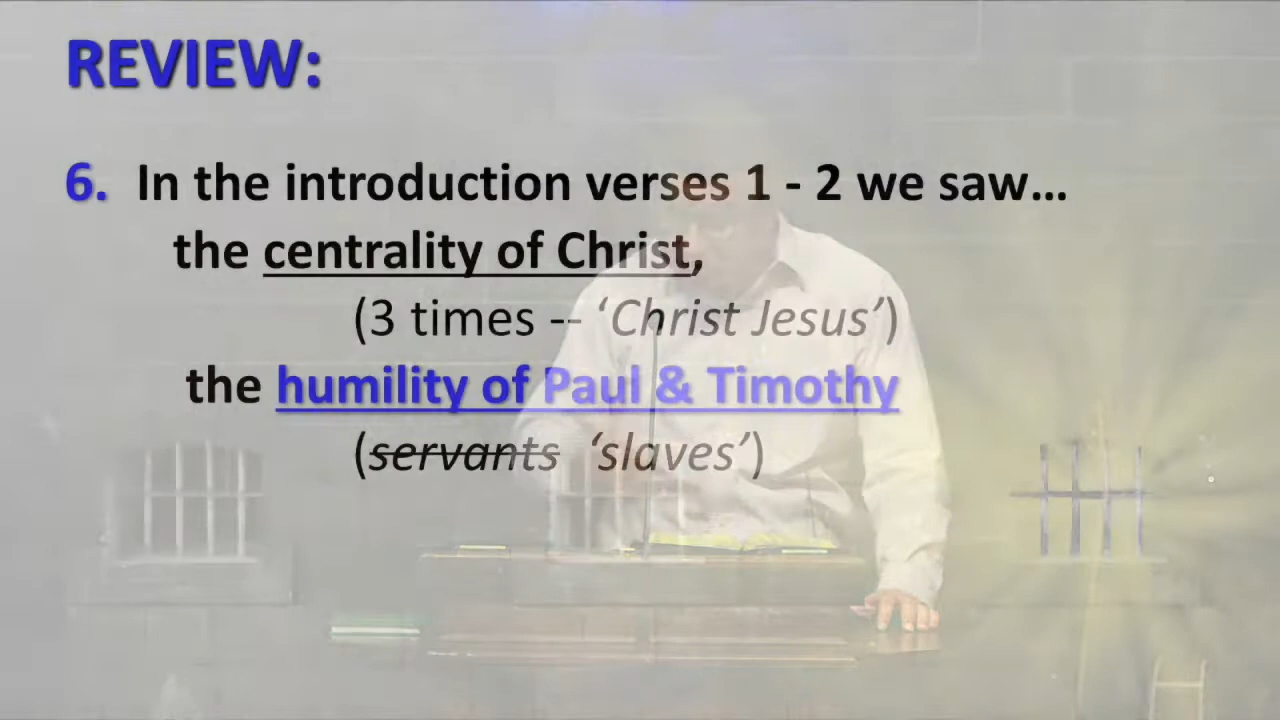 REVIEW:
6. In the introduction verses 1 - 2 we saw…
the centrality of Christ,
(3 times -- ‘Christ Jesus’)
the humility of Paul & Timothy
(servants ‘slaves’)